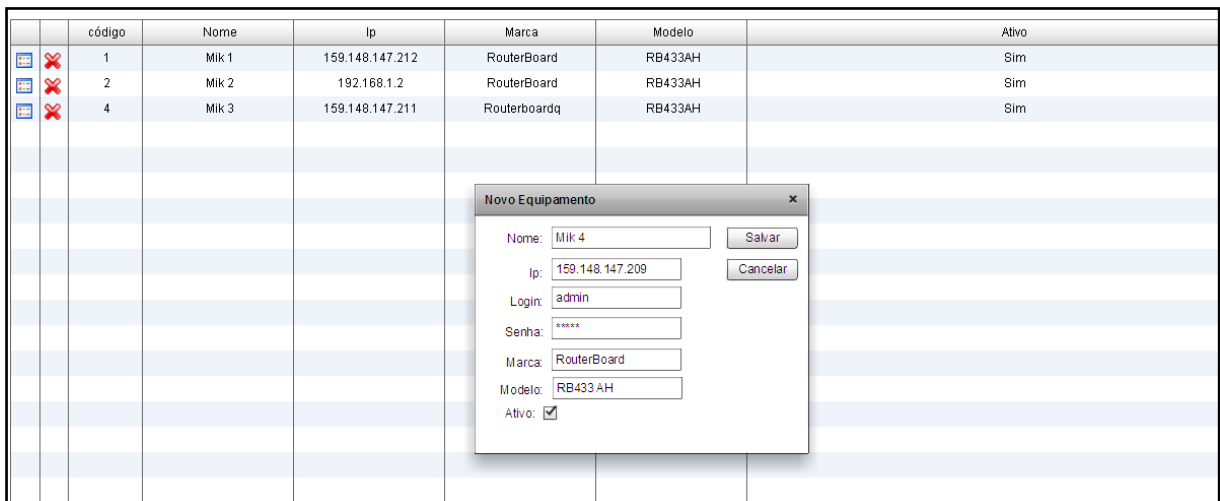 código Nome Ip Marca Modelo Ativo
1 Mik 1 159.148.147.212 RouterBoard RB433AH Sim
2 Mik 2 192.168.1.2 RouterBoard RB433AH Sim
4 Mik 3 159.148.147.211 Routerboardq RB433AH Sim
Novo Equipamento ×
Nome: Mik 4 Salvar
Ip: 159.148.147.209 Cancelar
Login: admin
Senha: *****
Marca: RouterBoard
Modelo: RB433AH
Ativo: